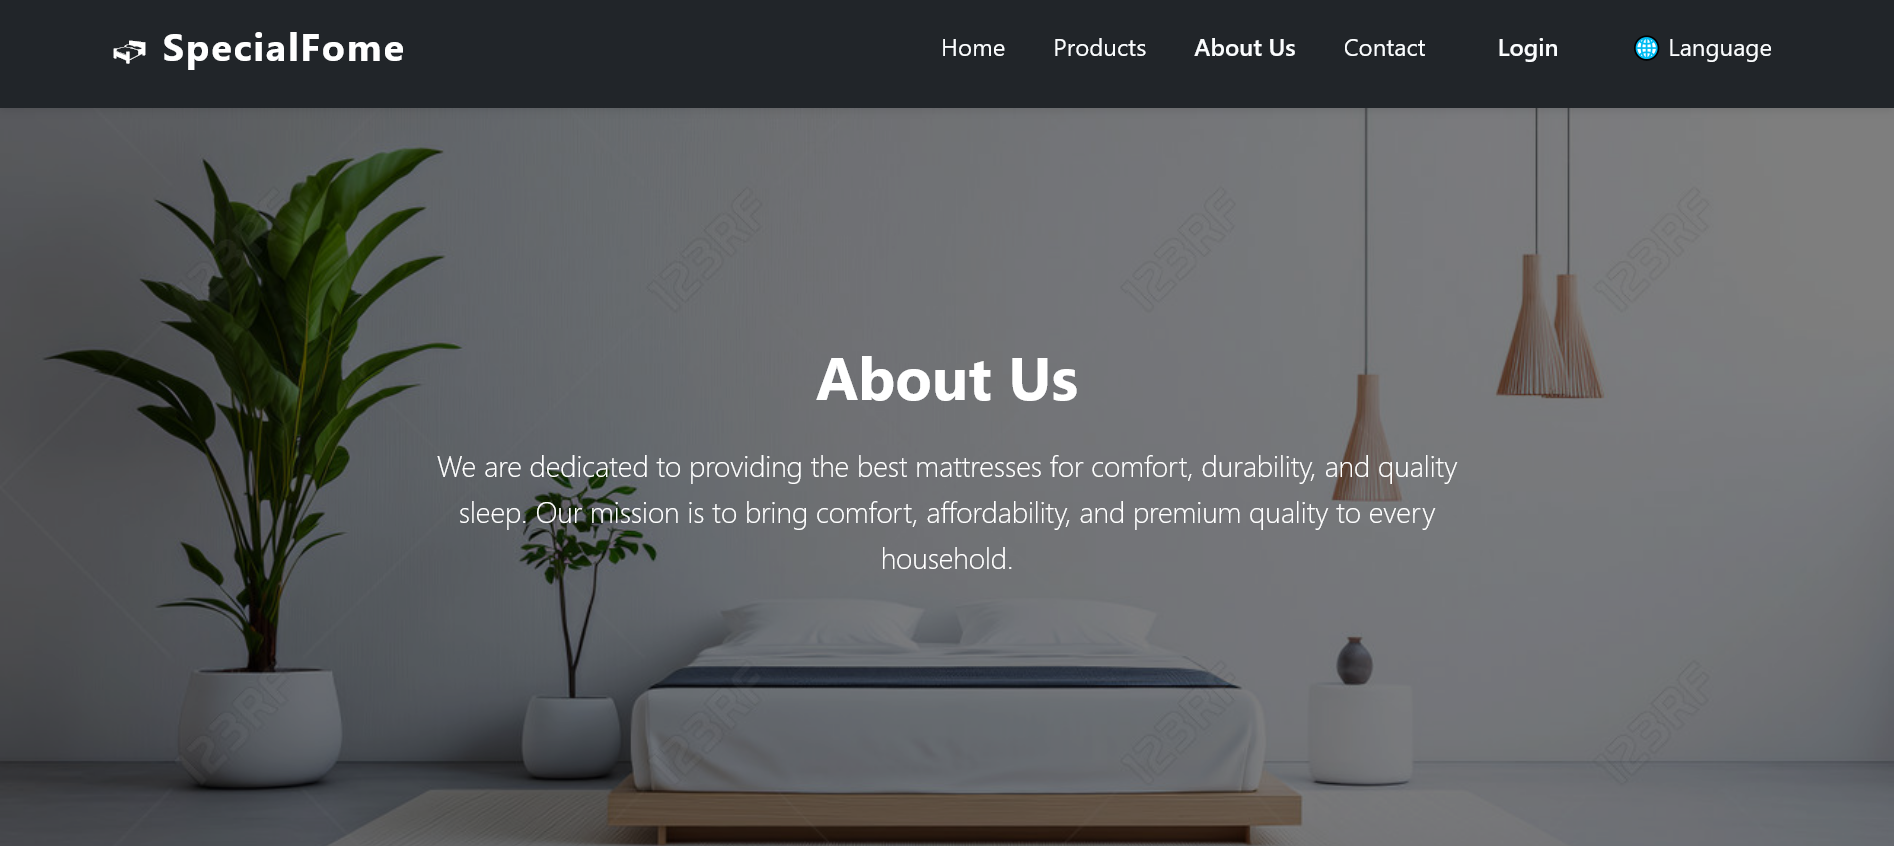 SpecialFome
Home Products About Us Contact Login Language
123RF 123RF 123RF 123RF
About Us
We are dedicated to providing the best mattresses for comfort, durability, and quality
sleep. Our mission is to bring comfort, affordability, and premium quality to every
household.
123RF 123RF 123RF 123RF